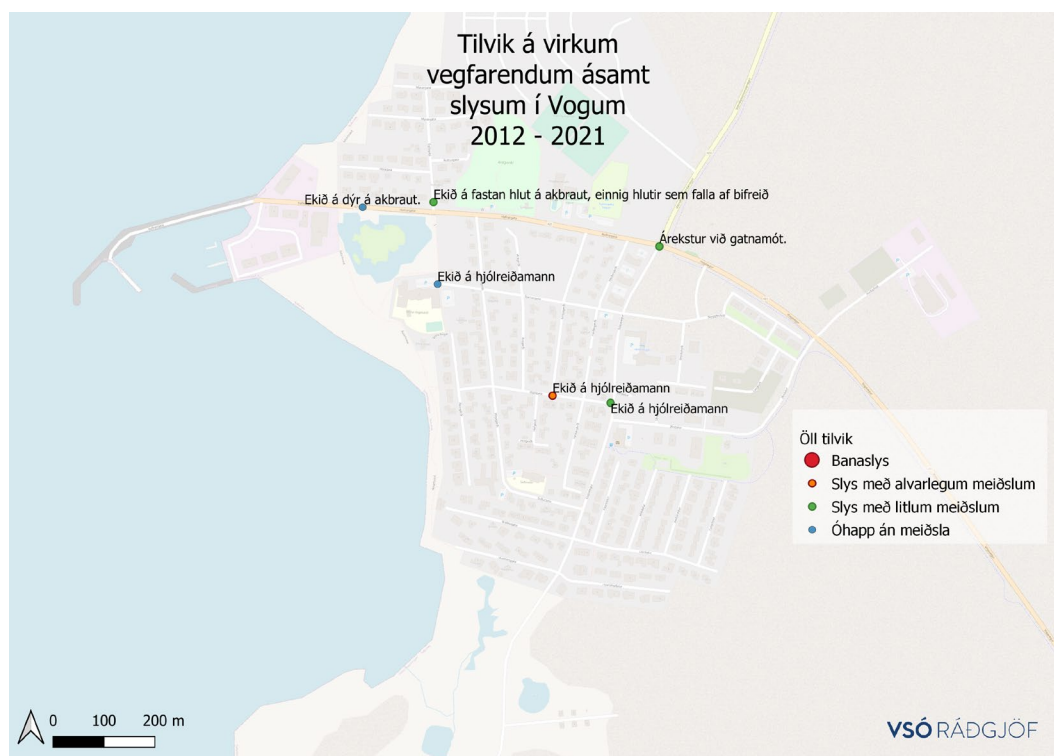 Tilvik á virkum
vegfarendum ásamt
slysum í Vogum
2012 - 2021
Ekið á dýr á akbraut.
Ekið á fastan hlut á akbraut, einnig hlutir sem falla af bifreið
Árekstur við gatnamót.
Ekið á hjólreiðamann
Ekið á hjólreiðamann
Ekið á hjólreiðamann
Öll tilvik
Banaslys
Slys með alvarlegum meiðslum
Slys með litlum meiðslum
Óhapp án meiðsla
0 100 200 m
VSÓ RÁÐGJÖF